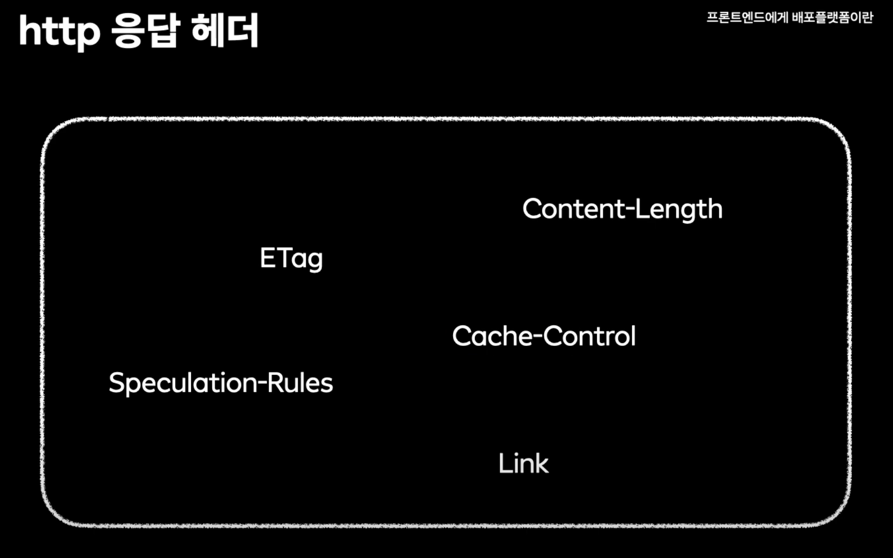 http 응답 헤더
프론트엔드에게 배포플랫폼이란
Content-Length
ETag
Cache-Control
Speculation-Rules
Link